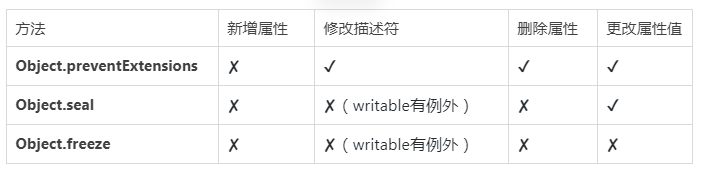 方法 新增属性 修改描述符 删除属性 更改属性值
Object.preventExtensions ✗ ✓ ✓ ✓
Object.seal ✗ ✗（writable有例外） ✗ ✓
Object.freeze ✗ ✗（writable有例外） ✗ ✗